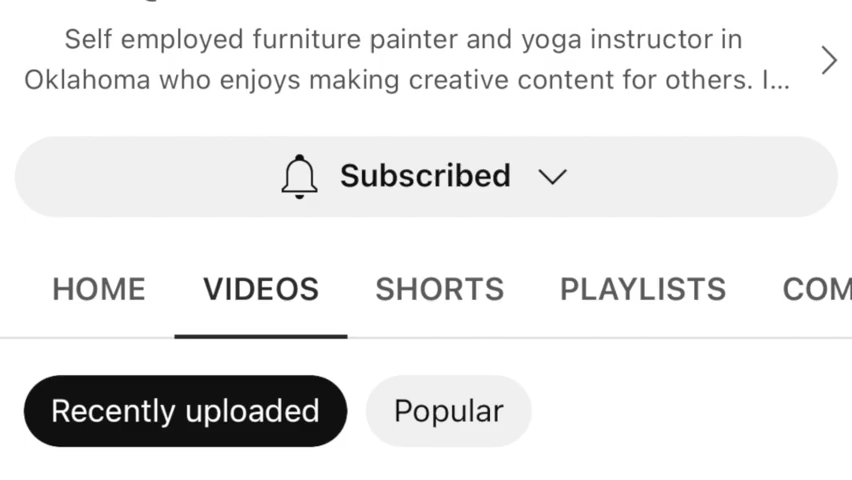 Self employed furniture painter and yoga instructor in
Oklahoma who enjoys making creative content for others. I...
Subscribed
HOME VIDEOS SHORTS PLAYLISTS COM
Recently uploaded Popular